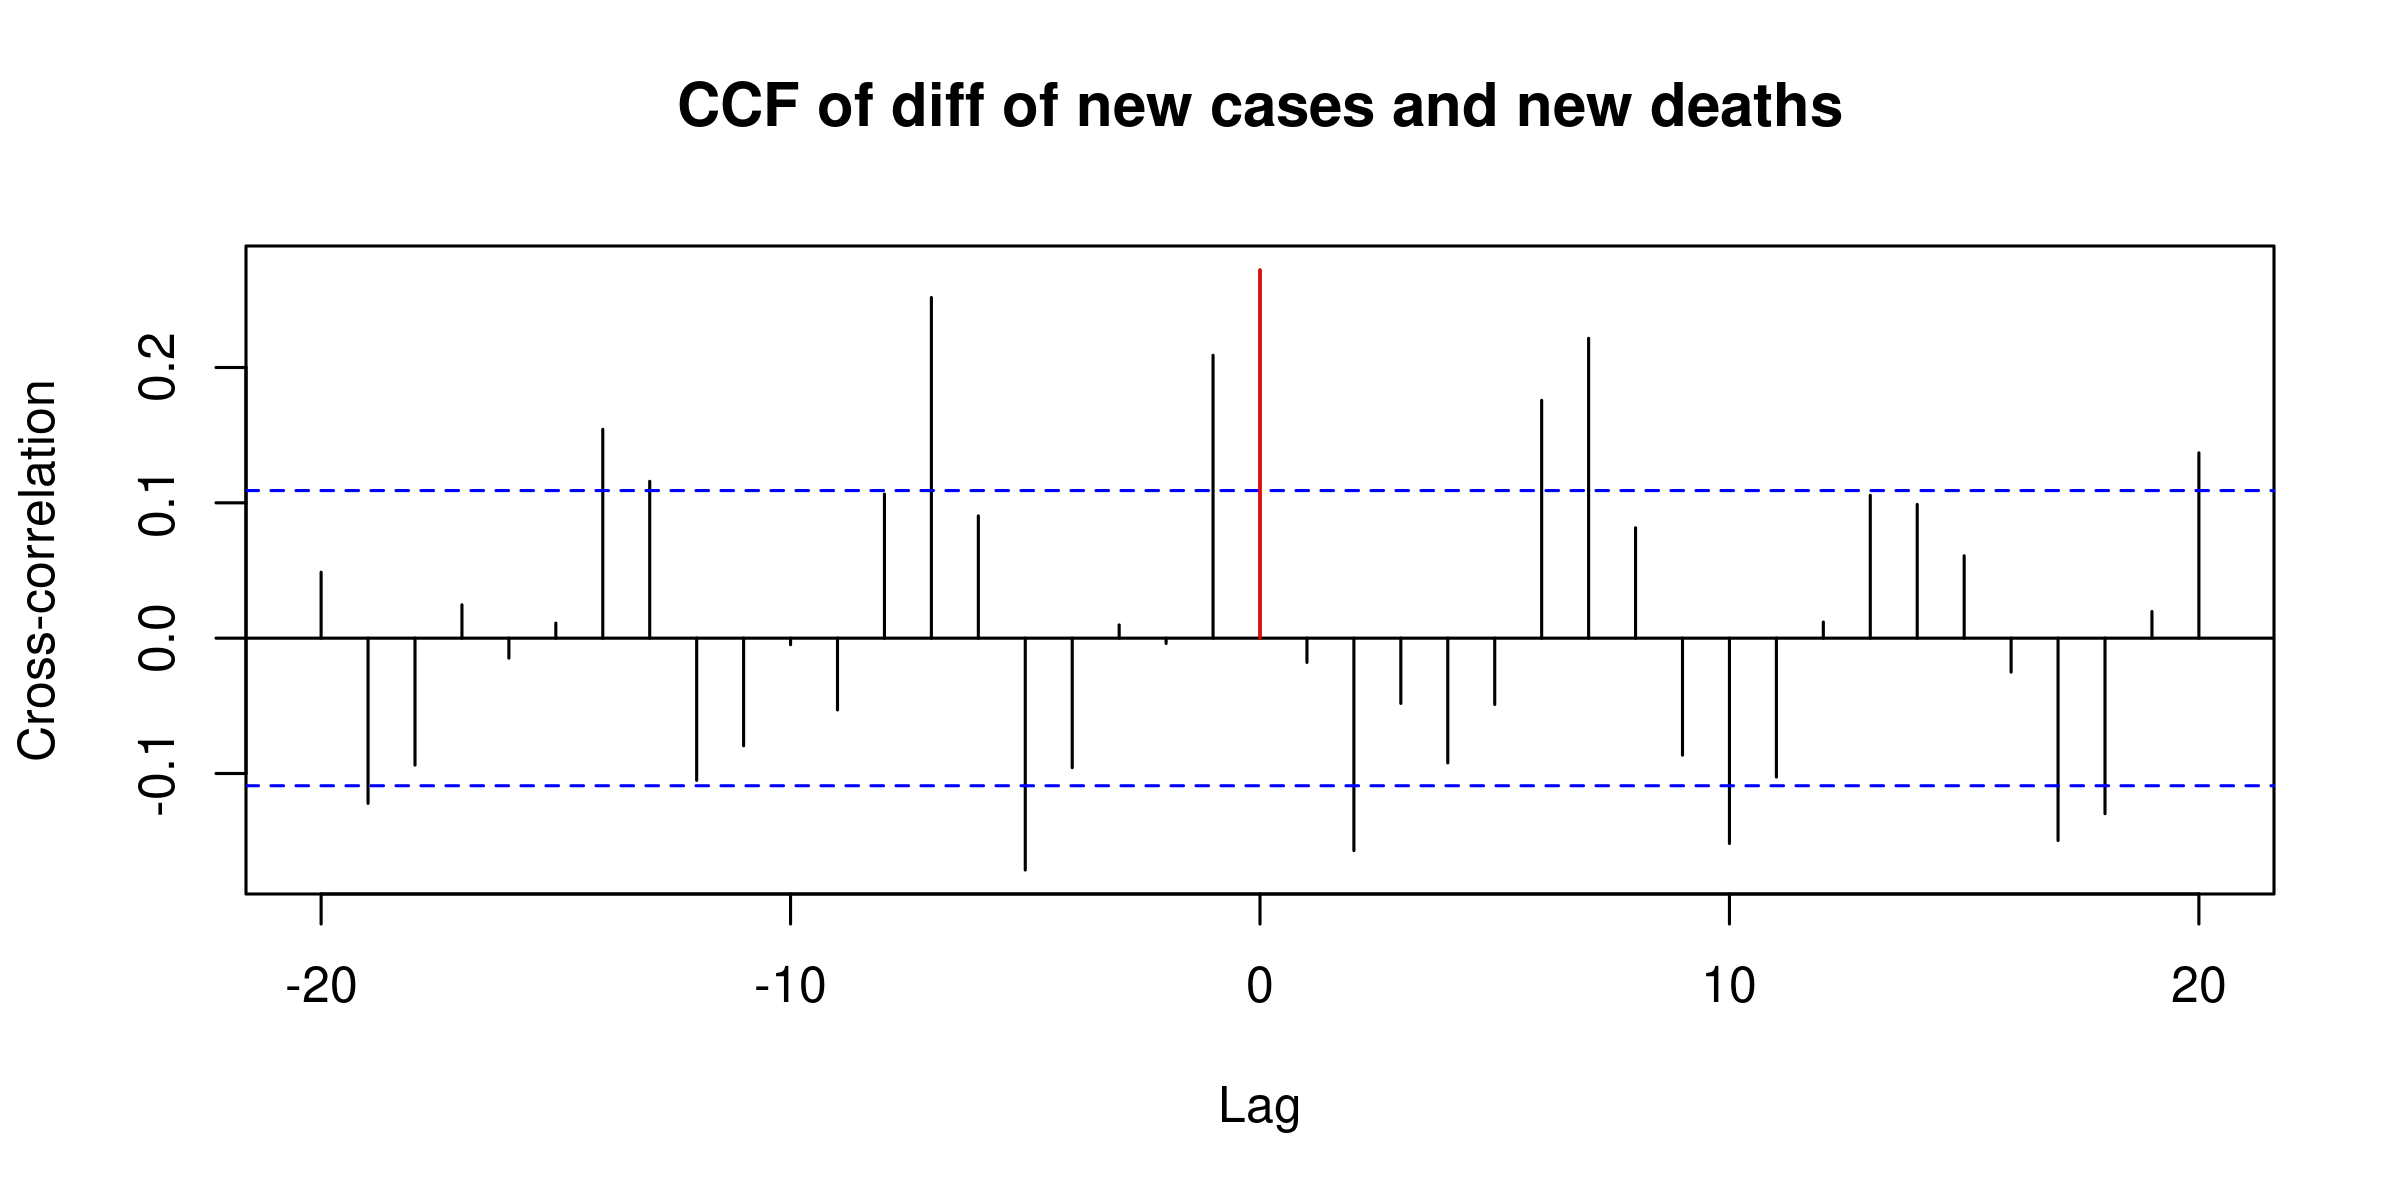 CCF of diff of new cases and new deaths
Cross-correlation
0.2
0.1
0.0
-0.1
-20 -10 0 10 20
Lag